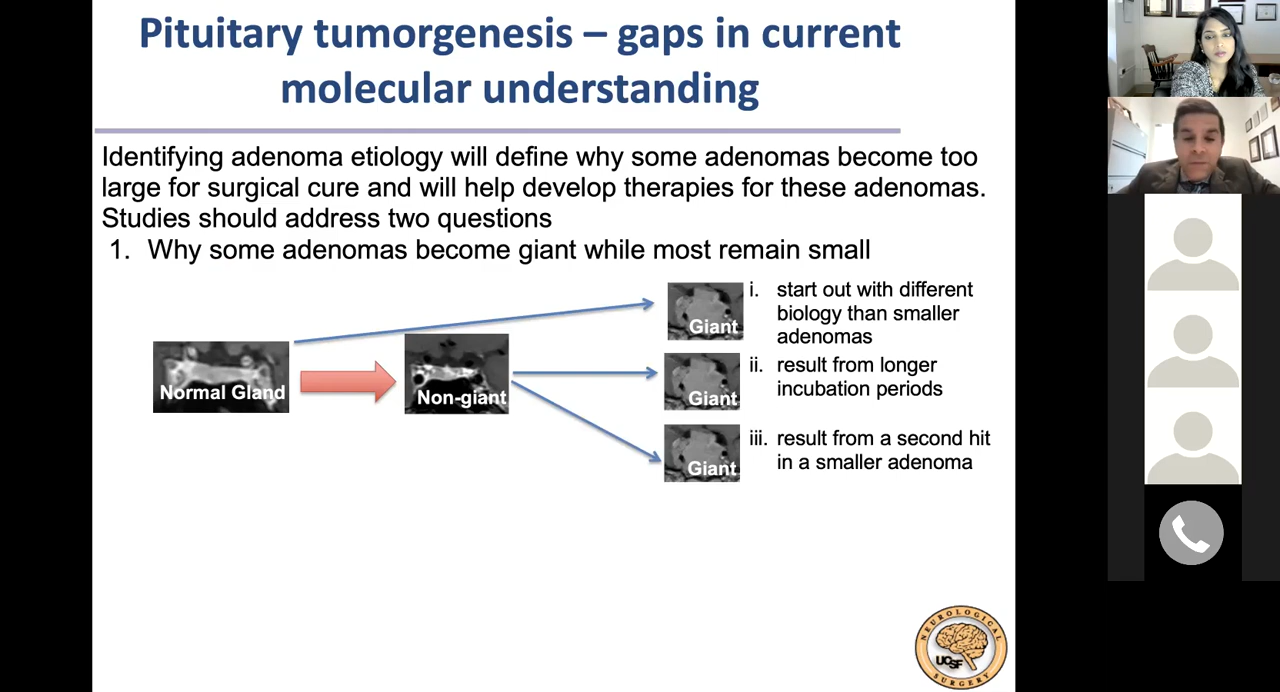 Pituitary tumorgenesis – gaps in current
molecular understanding
Identifying adenoma etiology will define why some adenomas become too
large for surgical cure and will help develop therapies for these adenomas.
Studies should address two questions
1. Why some adenomas become giant while most remain small
Normal Gland
Non-giant
Giant
i. start out with different
biology than smaller
adenomas
Giant
ii. result from longer
incubation periods
Giant
iii. result from a second hit
in a smaller adenoma
NEUROLOGICAL
UCSF
SURGERY